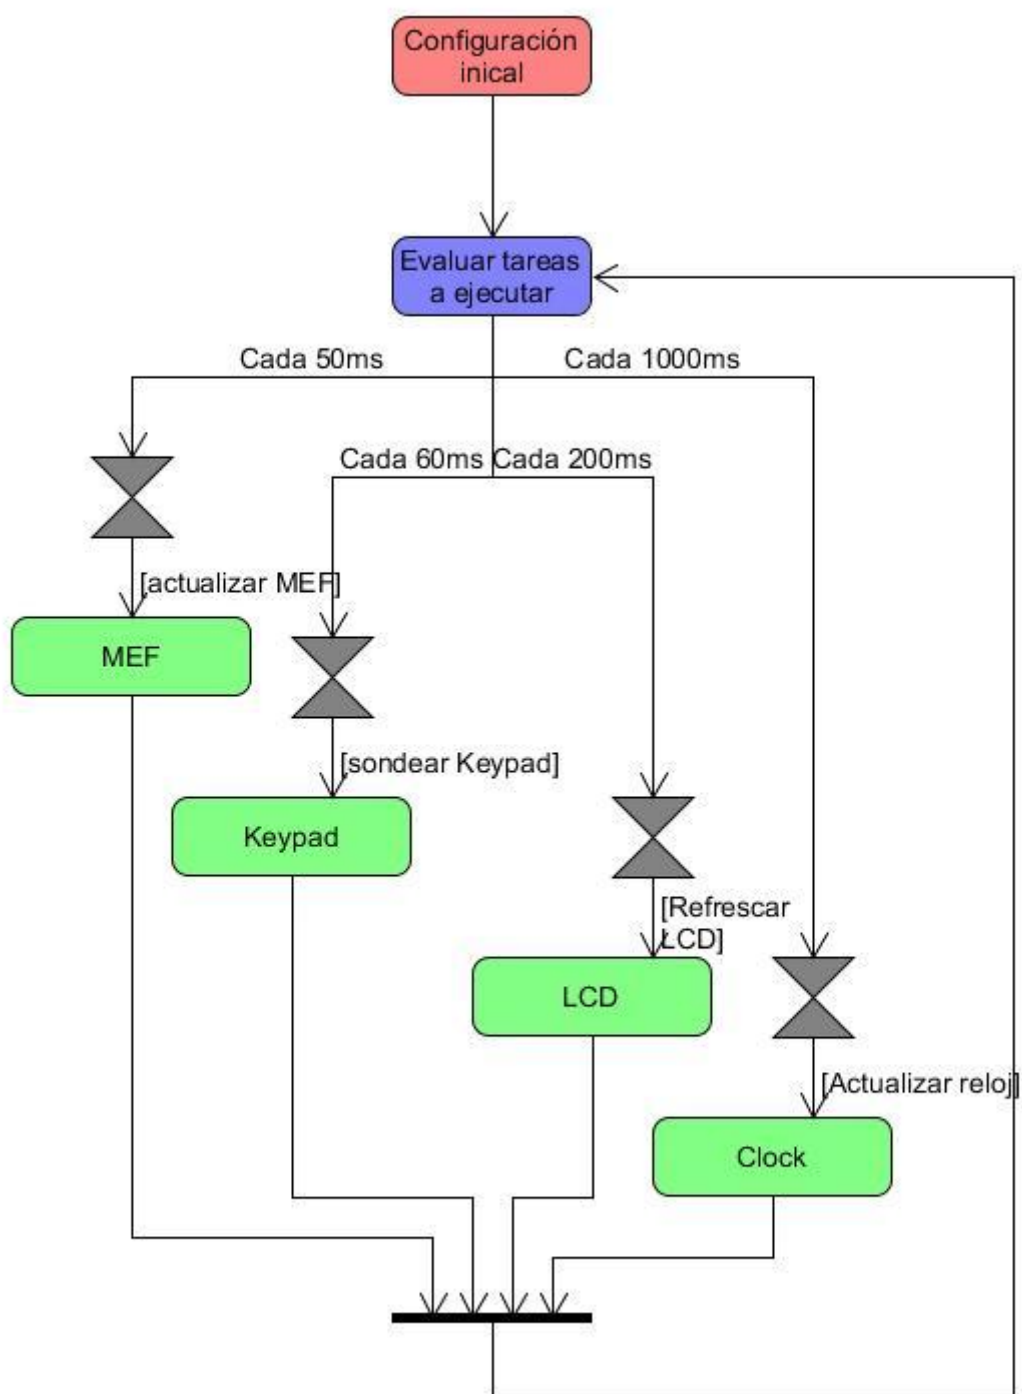 Configuración
inical
Evaluar tareas
a ejecutar
Cada 50ms
Cada 1000ms
Cada 60ms
Cada 200ms
[actualizar MEF]
MEF
[sondear Keypad]
Keypad
[Refrescar
LCD]
LCD
[Actualizar reloj]
Clock